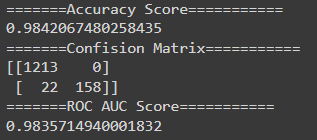 =======Accuracy Score===========
0.9842067480258435
=======Confision Matrix===========
[[1213    0]
 [  22  158]]
=======ROC AUC Score===========
0.9835714940001832